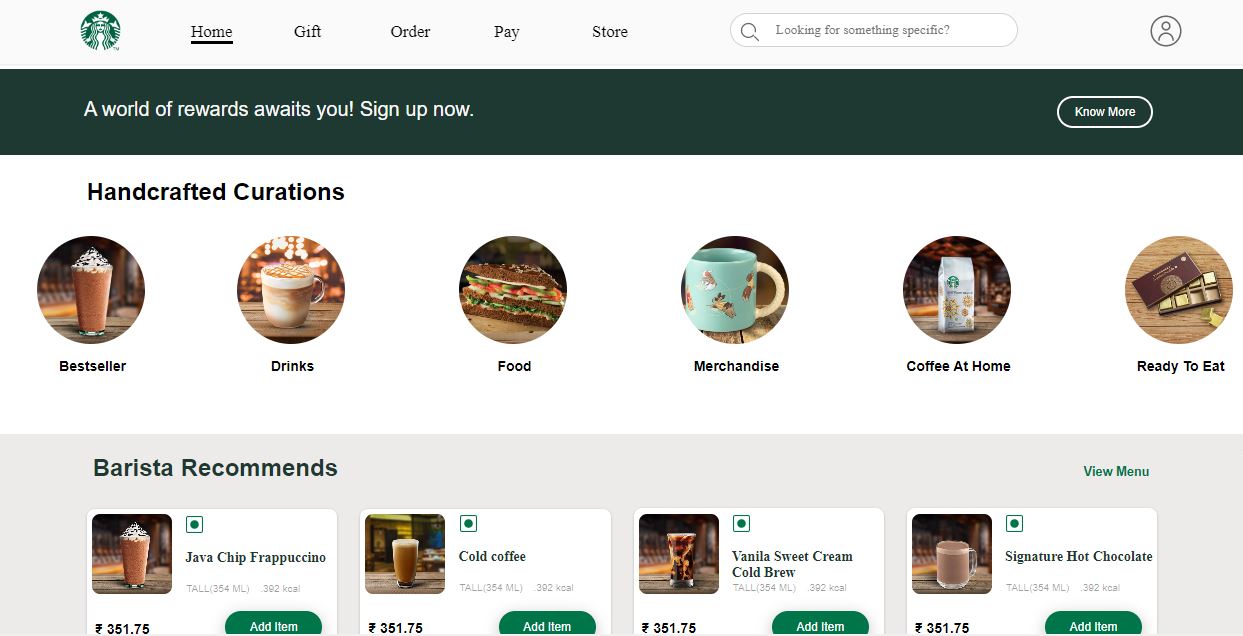 Home Gift Order Pay Store Looking for something specific?
A world of rewards awaits you! Sign up now. Know More
Handcrafted Curations
Bestseller Drinks Food Merchandise Coffee At Home Ready To Eat
Barista Recommends View Menu
Java Chip Frappuccino
TALL(354 ML) .392 kcal
₹ 351.75 Add Item
Cold coffee
TALL(354 ML) .392 kcal
₹ 351.75 Add Item
Vanila Sweet Cream
Cold Brew
TALL(354 ML) .392 kcal
₹ 351.75 Add Item
Signature Hot Chocolate
TALL(354 ML) .392 kcal
₹ 351.75 Add Item